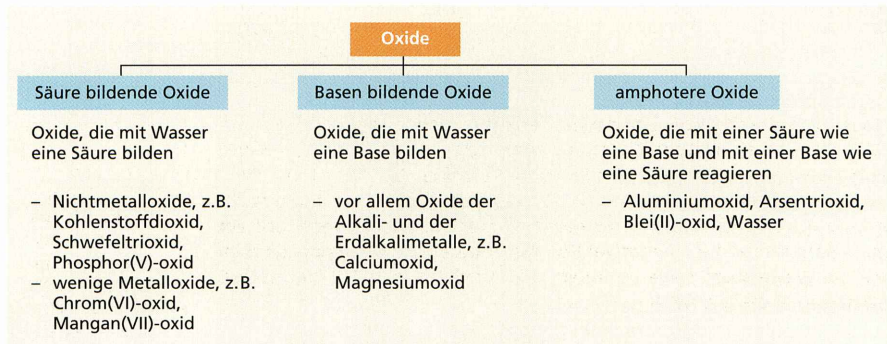 Oxide
Säure bildende Oxide
Oxide, die mit Wasser
eine Säure bilden
– Nichtmetalloxide, z.B.
Kohlenstoffdioxid,
Schwefeltrioxid,
Phosphor(V)-oxid
– wenige Metalloxide, z.B.
Chrom(VI)-oxid,
Mangan(VII)-oxid
Basen bildende Oxide
Oxide, die mit Wasser
eine Base bilden
– vor allem Oxide der
Alkali- und der
Erdalkalimetalle, z.B.
Calciumoxid,
Magnesiumoxid
amphotere Oxide
Oxide, die mit einer Säure wie
eine Base und mit einer Base wie
eine Säure reagieren
– Aluminiumoxid, Arsentrioxid,
Blei(II)-oxid, Wasser